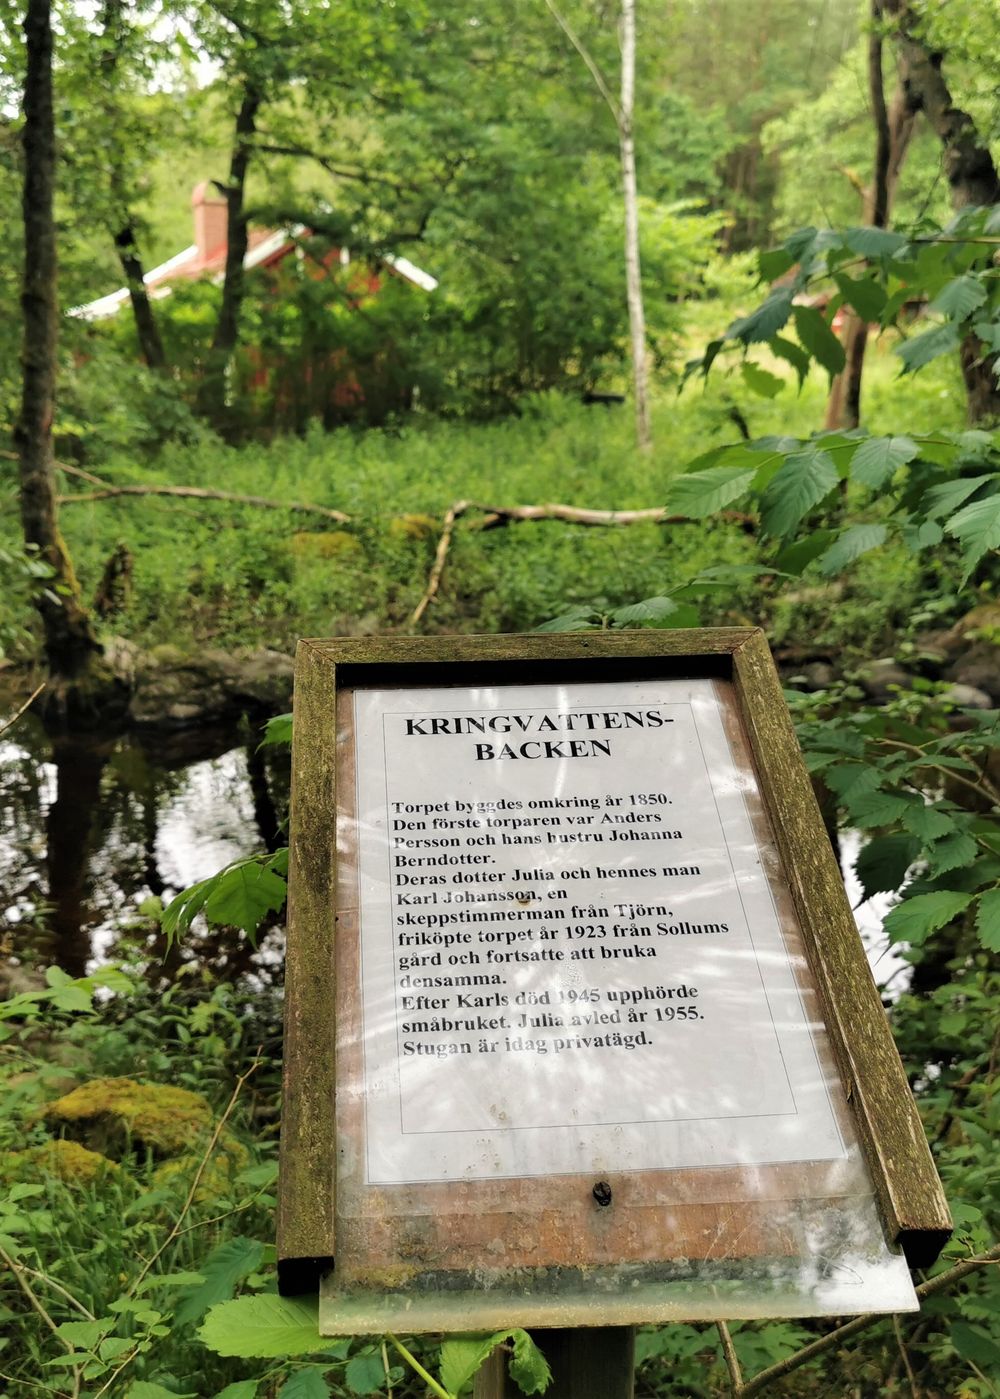 KRINGVATTENS-
BACKEN
Torpet byggdes omkring år 1850.
Den förste torparen var Anders
Persson och hans hustru Johanna
Berndotter.
Deras dotter Julia och hennes man
Karl Johansson, en
skeppstimmerman från Tjörn,
friköpte torpet år 1923 från Sollums
gård och fortsatte att bruka
densamma.
Efter Karls död 1945 upphörde
småbruket. Julia avled år 1955.
Stugan är idag privatägd.